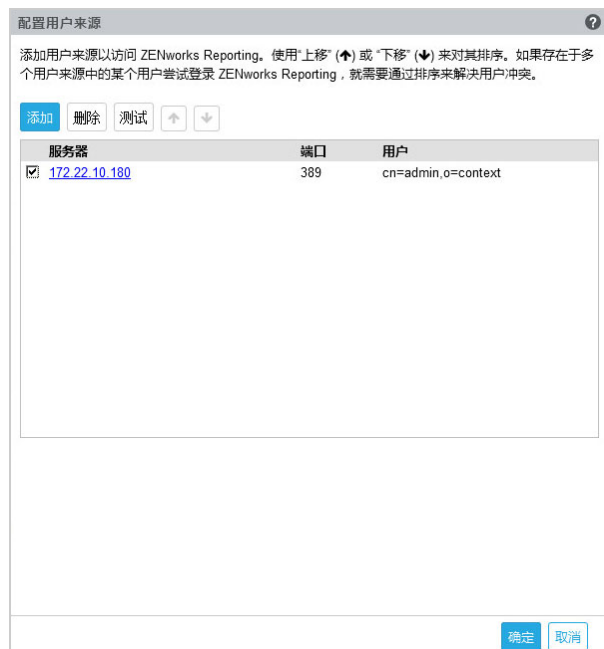 配置用户来源
添加用户来源以访问 ZENworks Reporting。使用“上移” (↑) 或 “下移” (↓) 来对其排序。如果存在于多
个用户来源中的某个用户尝试登录 ZENworks Reporting，就需要通过排序来解决用户冲突。
添加 删除 测试
服务器 端口 用户
172.22.10.180 389 cn=admin,o=context
确定 取消